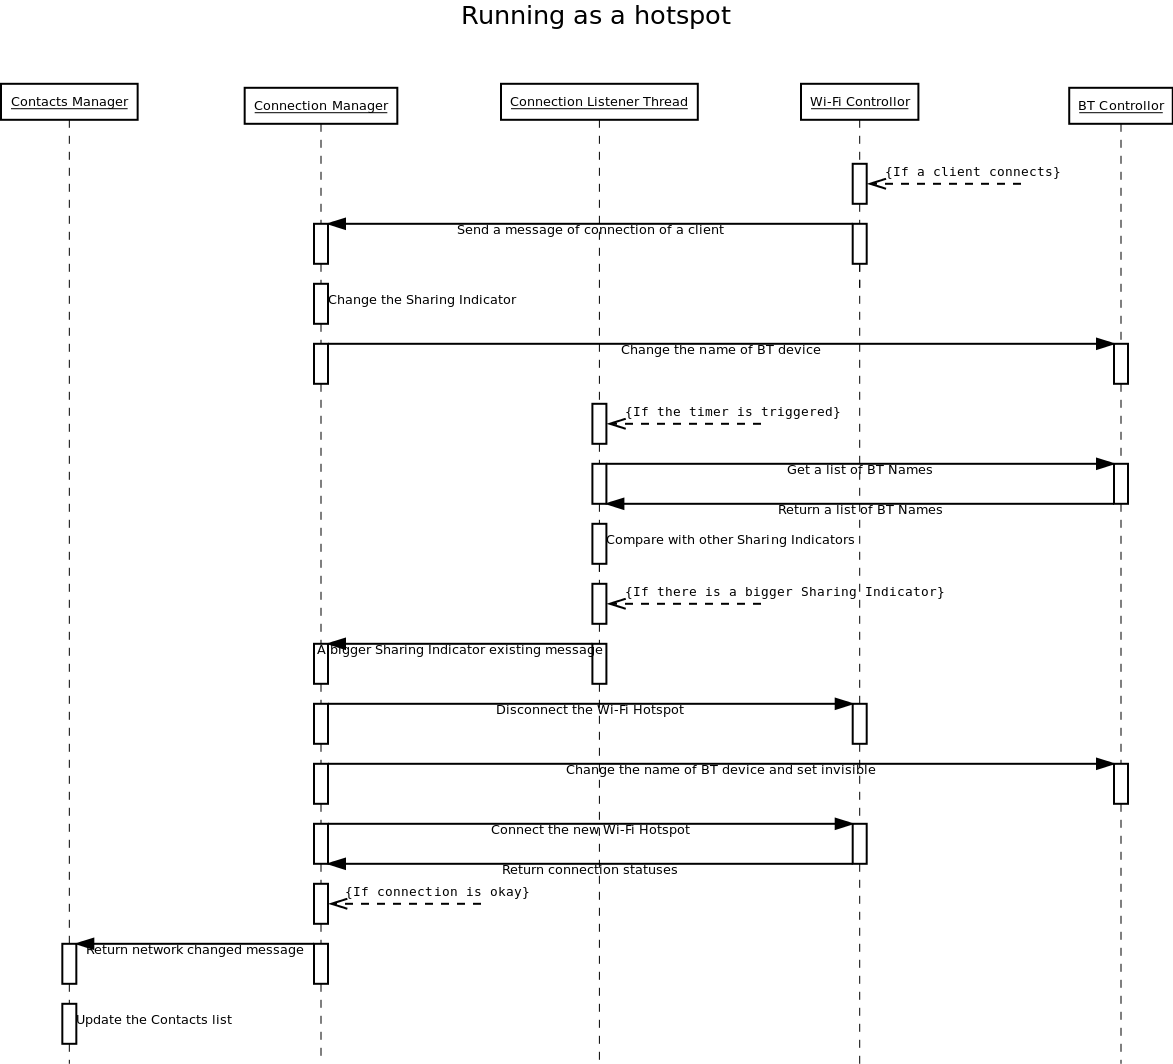 Running as a hotspot
Contacts Manager
Connection Manager
Connection Listener Thread
Wi-Fi Controllor
BT Controllor
{If a client connects}
Send a message of connection of a client
Change the Sharing Indicator
Change the name of BT device
{If the timer is triggered}
Get a list of BT Names
Return a list of BT Names
Compare with other Sharing Indicators
{If there is a bigger Sharing Indicator}
A bigger Sharing Indicator existing message
Disconnect the Wi-Fi Hotspot
Change the name of BT device and set invisible
Connect the new Wi-Fi Hotspot
Return connection statuses
{If connection is okay}
Return network changed message
Update the Contacts list